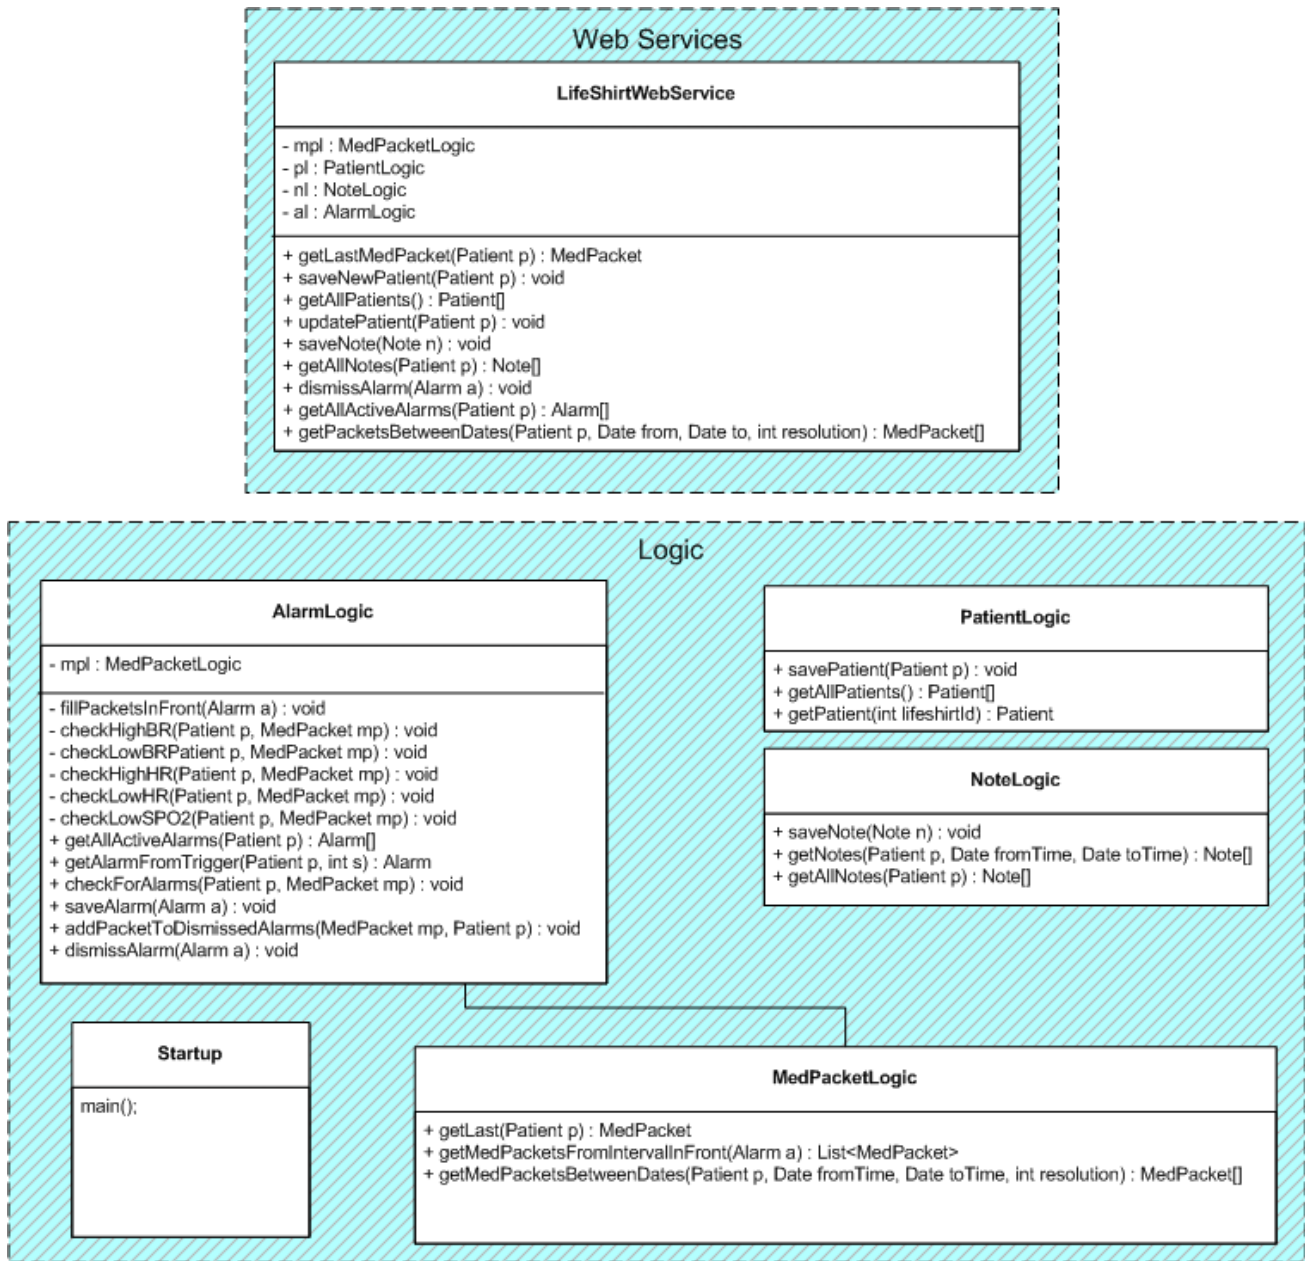 Web Services
LifeShirtWebService
- mpl : MedPacketLogic
- pl : PatientLogic
- nl : NoteLogic
- al : AlarmLogic
+ getLastMedPacket(Patient p) : MedPacket
+ saveNewPatient(Patient p) : void
+ getAllPatients() : Patient[]
+ updatePatient(Patient p) : void
+ saveNote(Note n) : void
+ getAllNotes(Patient p) : Note[]
+ dismissAlarm(Alarm a) : void
+ getAllActiveAlarms(Patient p) : Alarm[]
+ getPacketsBetweenDates(Patient p, Date from, Date to, int resolution) : MedPacket[]
Logic
AlarmLogic
- mpl : MedPacketLogic
- fillPacketsInFront(Alarm a) : void
- checkHighBR(Patient p, MedPacket mp) : void
- checkLowBRPatient p, MedPacket mp) : void
- checkHighHR(Patient p, MedPacket mp) : void
- checkLowHR(Patient p, MedPacket mp) : void
- checkLowSPO2(Patient p, MedPacket mp) : void
+ getAllActiveAlarms(Patient p) : Alarm[]
+ getAlarmFromTrigger(Patient p, int s) : Alarm
+ checkForAlarms(Patient p, MedPacket mp) : void
+ saveAlarm(Alarm a) : void
+ addPacketToDismissedAlarms(MedPacket mp, Patient p) : void
+ dismissAlarm(Alarm a) : void
PatientLogic
+ savePatient(Patient p) : void
+ getAllPatients() : Patient[]
+ getPatient(int lifeshirtId) : Patient
NoteLogic
+ saveNote(Note n) : void
+ getNotes(Patient p, Date fromTime, Date toTime) : Note[]
+ getAllNotes(Patient p) : Note[]
Startup
main();
MedPacketLogic
+ getLast(Patient p) : MedPacket
+ getMedPacketsFromIntervalInFront(Alarm a) : List<MedPacket>
+ getMedPacketsBetweenDates(Patient p, Date fromTime, Date toTime, int resolution) : MedPacket[]